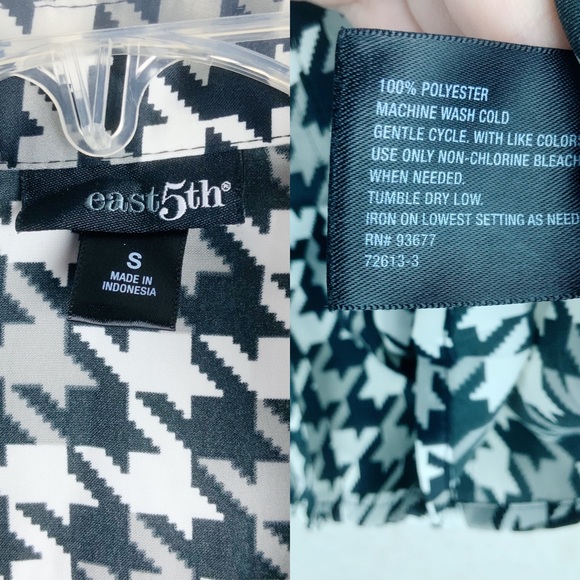 east5th®
S
MADE IN
INDONESIA
100% POLYESTER
MACHINE WASH COLD
GENTLE CYCLE. WITH LIKE COLORS
USE ONLY NON-CHLORINE BLEACH
WHEN NEEDED.
TUMBLE DRY LOW.
IRON ON LOWEST SETTING AS NEED
RN# 93677
72613-3